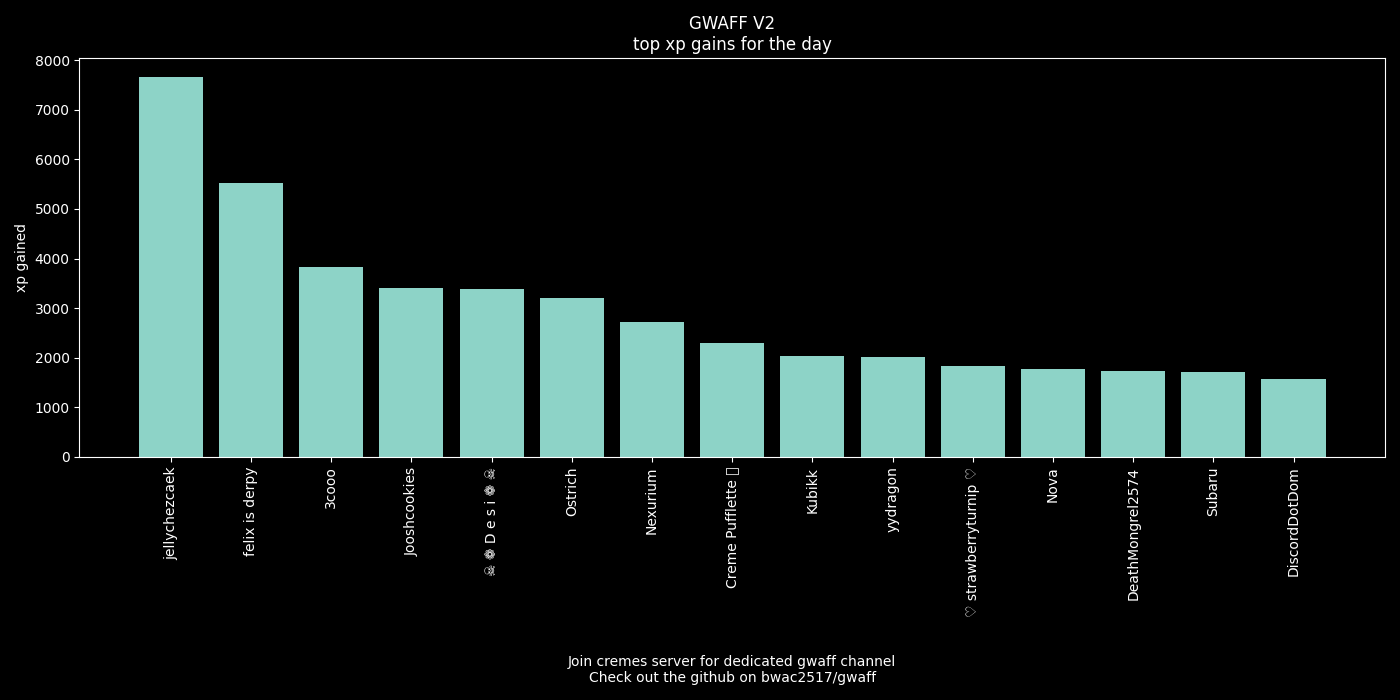 GWAFF V2
top xp gains for the day
8000
7000
6000
5000
4000
3000
2000
1000
0
xp gained
jellychezcaek
felix is derpy
3cooo
Jooshcookies
☠ ❁ D e s i ❁ ☠
Ostrich
Nexurium
Creme Pufflette
Kubikk
yydragon
♡ strawberryturnip ♡
Nova
DeathMongrel2574
Subaru
DiscordDotDom
Join cremes server for dedicated gwaff channel
Check out the github on bwac2517/gwaff